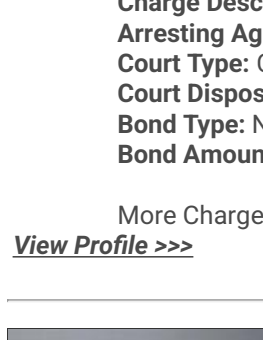 Charge Desc
Arresting Ag
Court Type:
Court Dispos
Bond Type: N
Bond Amoun
More Charge
View Profile >>>